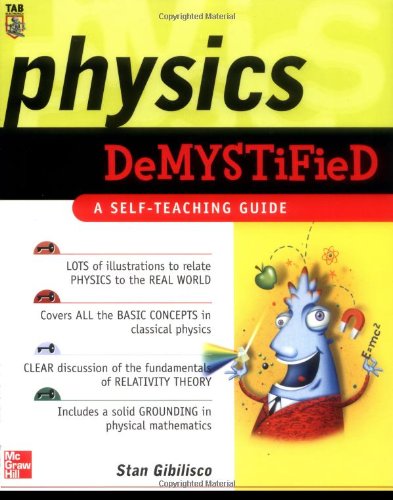 TAB
physics
DeMYSTiFieD
A SELF-TEACHING GUIDE
LOTS of illustrations to relate
PHYSICS to the REAL WORLD
Covers ALL the BASIC CONCEPTS in
classical physics
CLEAR discussion of the fundamentals
of RELATIVITY THEORY
Includes a solid GROUNDING in
physical mathematics
E=mc²
Mc
Graw
Hill
Stan Gibilisco